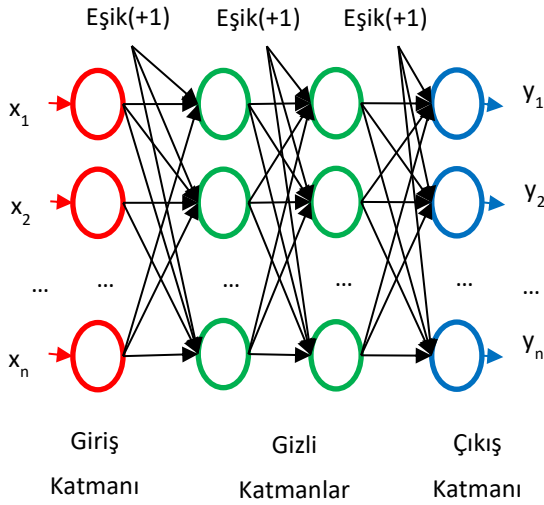 Eşik(+1) Eşik(+1) Eşik(+1)
x1 y1
x2 y2
... ... ... ... ... ...
xn yn
Giriş Gizli Çıkış
Katmanı Katmanlar Katmanı